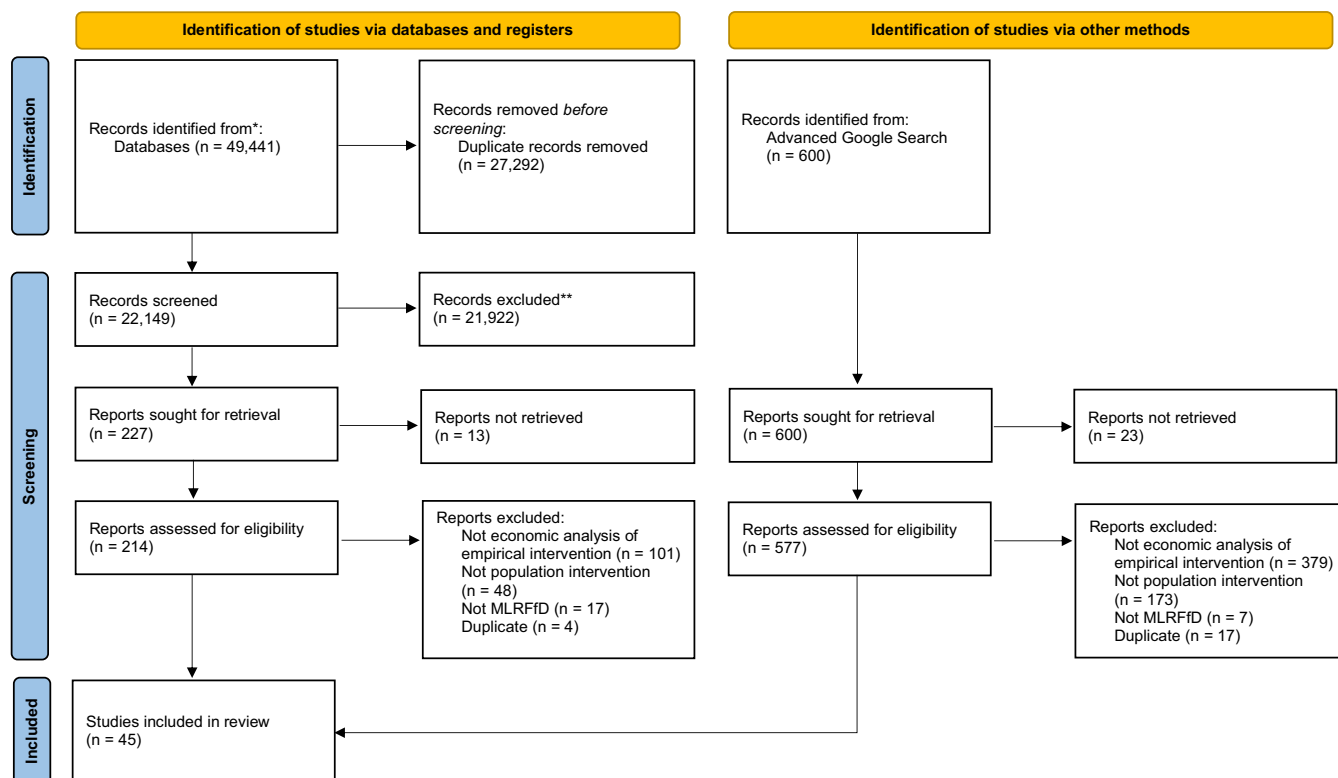 Identification of studies via databases and registers
Identification of studies via other methods
Identification
Records identified from*:
Databases (n = 49,441)
Records removed before
screening:
Duplicate records removed
(n = 27,292)
Records identified from:
Advanced Google Search
(n = 600)
Screening
Records screened
(n = 22,149)
Records excluded**
(n = 21,922)
Reports sought for retrieval
(n = 227)
Reports not retrieved
(n = 13)
Reports sought for retrieval
(n = 600)
Reports not retrieved
(n = 23)
Reports assessed for eligibility
(n = 214)
Reports excluded:
Not economic analysis of
empirical intervention (n = 101)
Not population intervention
(n = 48)
Not MLRFfD (n = 17)
Duplicate (n = 4)
Reports assessed for eligibility
(n = 577)
Reports excluded:
Not economic analysis of
empirical intervention (n = 379)
Not population intervention
(n = 173)
Not MLRFfD (n = 7)
Duplicate (n = 17)
Included
Studies included in review
(n = 45)